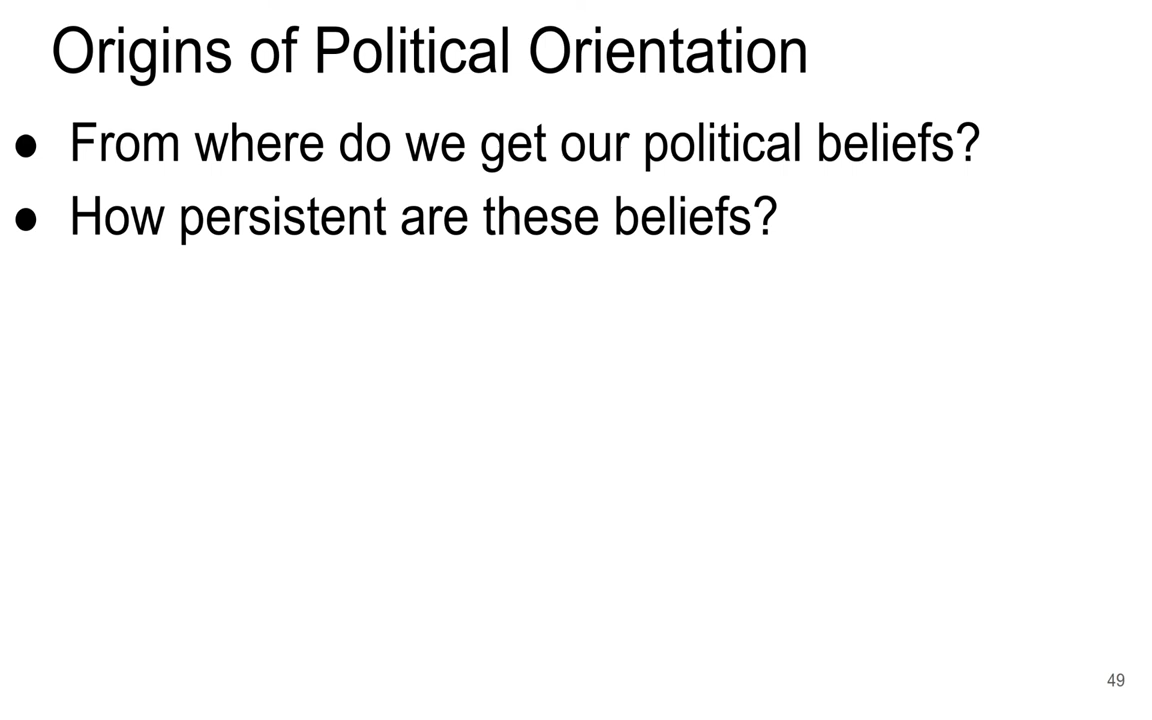 Origins of Political Orientation
● From where do we get our political beliefs?
● How persistent are these beliefs?
49